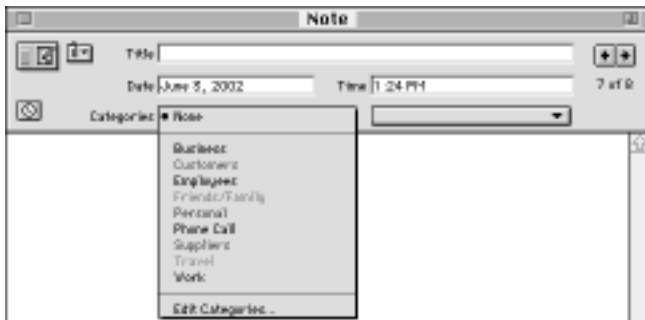 Note
Title
Date June 3, 2002 Time 1:24 PM 7 of 8
Categories • None
Business
Customers
Employees
Friends/Family
Personal
Phone Call
Suppliers
Travel
Work
Edit Categories...